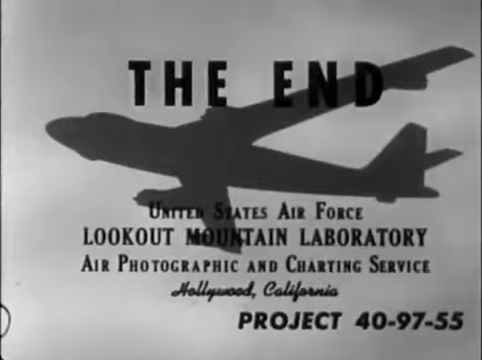 THE END
UNITED STATES AIR FORCE
LOOKOUT MOUNTAIN LABORATORY
AIR PHOTOGRAPHIC AND CHARTING SERVICE
Hollywood, California
PROJECT 40-97-55